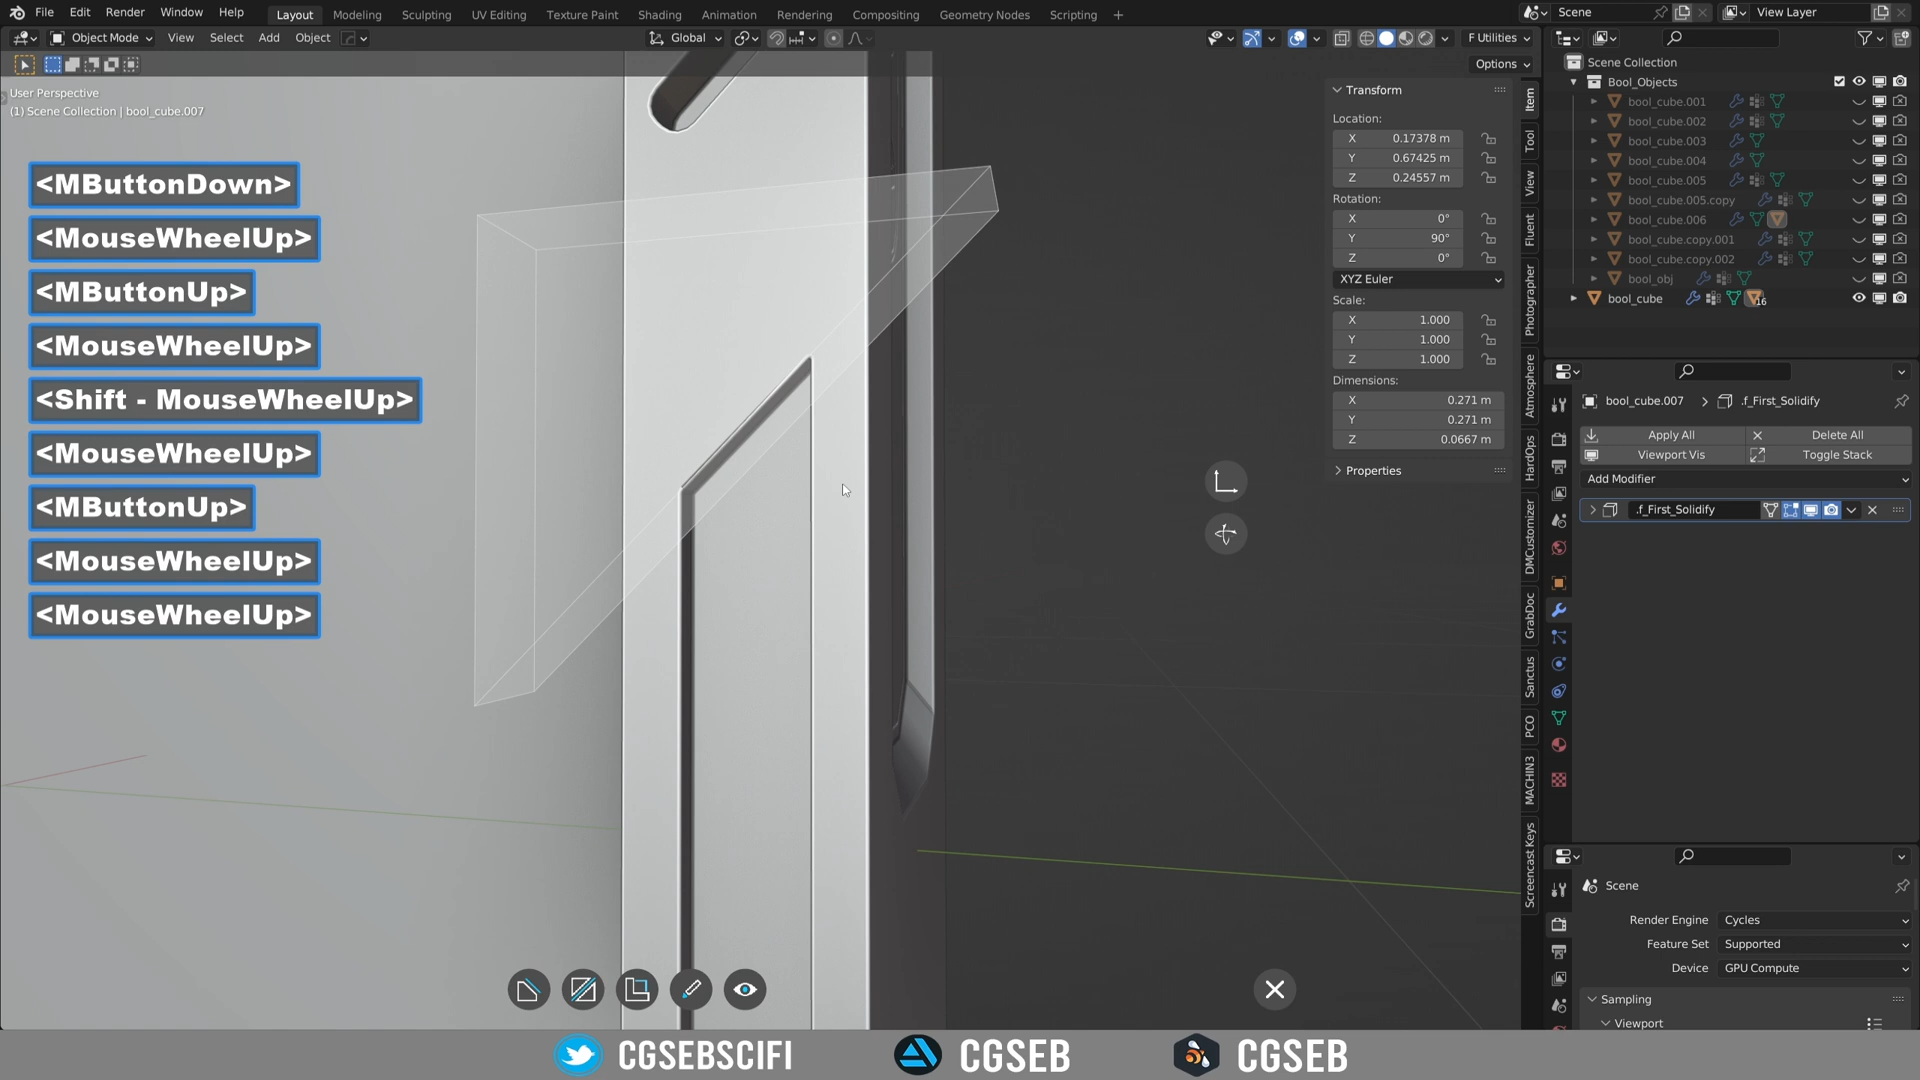 File Edit Render Window Help
Layout Modeling Sculpting UV Editing Texture Paint Shading Animation Rendering Compositing Geometry Nodes Scripting +
Scene
View Layer
Object Mode View Select Add Object
Global
F Utilities
Options
User Perspective
(1) Scene Collection | bool_cube.007
<MButtonDown>
<MouseWheelUp>
<MButtonUp>
<MouseWheelUp>
<Shift - MouseWheelUp>
<MouseWheelUp>
<MButtonUp>
<MouseWheelUp>
<MouseWheelUp>
Transform
Location:
X 0.17378 m
Y 0.67425 m
Z 0.24557 m
Rotation:
X 0°
Y 90°
Z 0°
XYZ Euler
Scale:
X 1.000
Y 1.000
Z 1.000
Dimensions:
X 0.271 m
Y 0.271 m
Z 0.0667 m
Properties
Item
Tool
View
Fluent
Photographer
Atmosphere
HardOps
DMCustomizer
GrabDoc
Sanctus
PCO
MACHIN3
Screencast Keys
Scene Collection
Bool_Objects
bool_cube.001
bool_cube.002
bool_cube.003
bool_cube.004
bool_cube.005
bool_cube.005.copy
bool_cube.006
bool_cube.copy.001
bool_cube.copy.002
bool_obj
bool_cube 16
bool_cube.007 > .f_First_Solidify
Apply All Delete All
Viewport Vis Toggle Stack
Add Modifier
.f_First_Solidify
Scene
Render Engine Cycles
Feature Set Supported
Device GPU Compute
Sampling
Viewport
CGSEBSCIFI
CGSEB
CGSEB